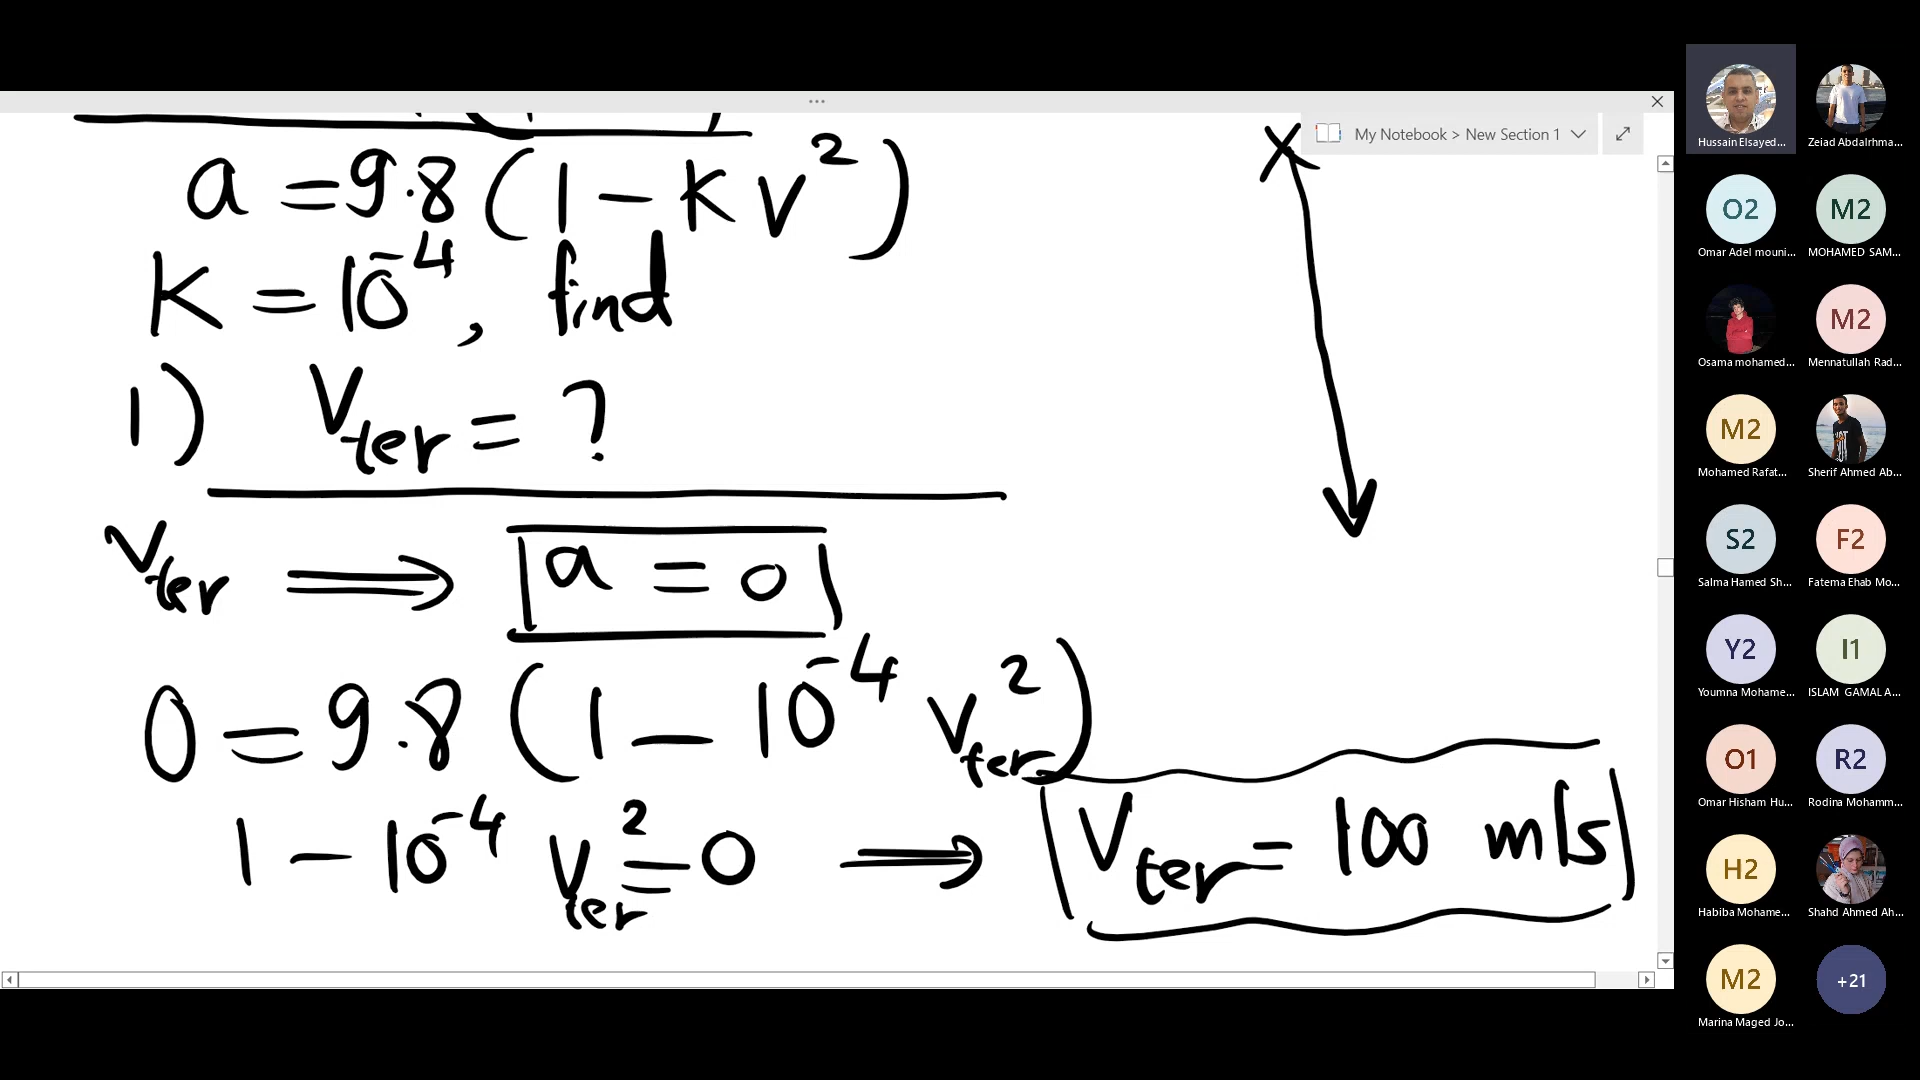 My Notebook > New Section 1
a = 9.8 (1 - K v²)
K = 10⁻⁴, find
1) V_ter = ?
V_ter ⟹ a = 0
0 = 9.8 (1 - 10⁻⁴ V_ter²)
1 - 10⁻⁴ V_ter² = 0 ⟹ V_ter = 100 m/s
Hussain Elsayed...
Zeiad Abdalrhma...
O2
Omar Adel mouni...
M2
MOHAMED SAM...
Osama mohamed...
M2
Mennatullah Rad...
M2
Mohamed Rafat...
Sherif Ahmed Ab...
S2
Salma Hamed Sh...
F2
Fatema Ehab Mo...
Y2
Youmna Mohame...
I1
ISLAM GAMAL A...
O1
Omar Hisham Hu...
R2
Rodina Mohamm...
H2
Habiba Mohame...
Shahd Ahmed Ah...
M2
Marina Maged Jo...
+21